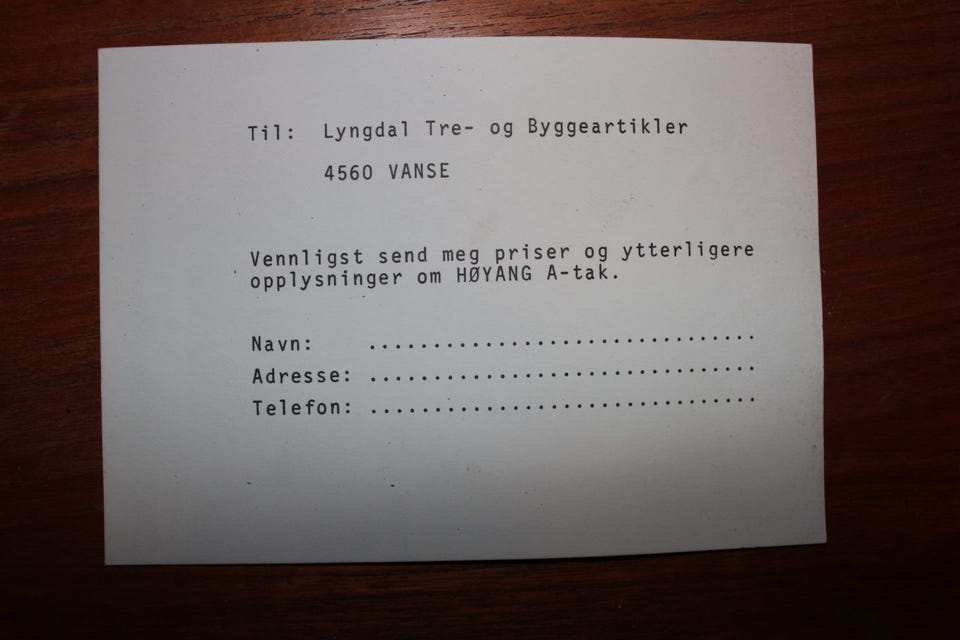 Til: Lyngdal Tre- og Byggeartikler
4560 VANSE
Vennligst send meg priser og ytterligere
opplysninger om HØYANG A-tak.
Navn: ...............................
Adresse: ...............................
Telefon: ...............................